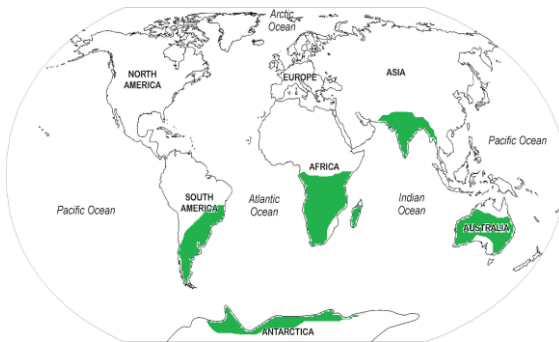 Arctic
Ocean
NORTH
AMERICA
EUROPE
ASIA
Pacific Ocean
AFRICA
SOUTH
AMERICA
Atlantic
Ocean
Indian
Ocean
Pacific Ocean
AUSTRALIA
ANTARCTICA